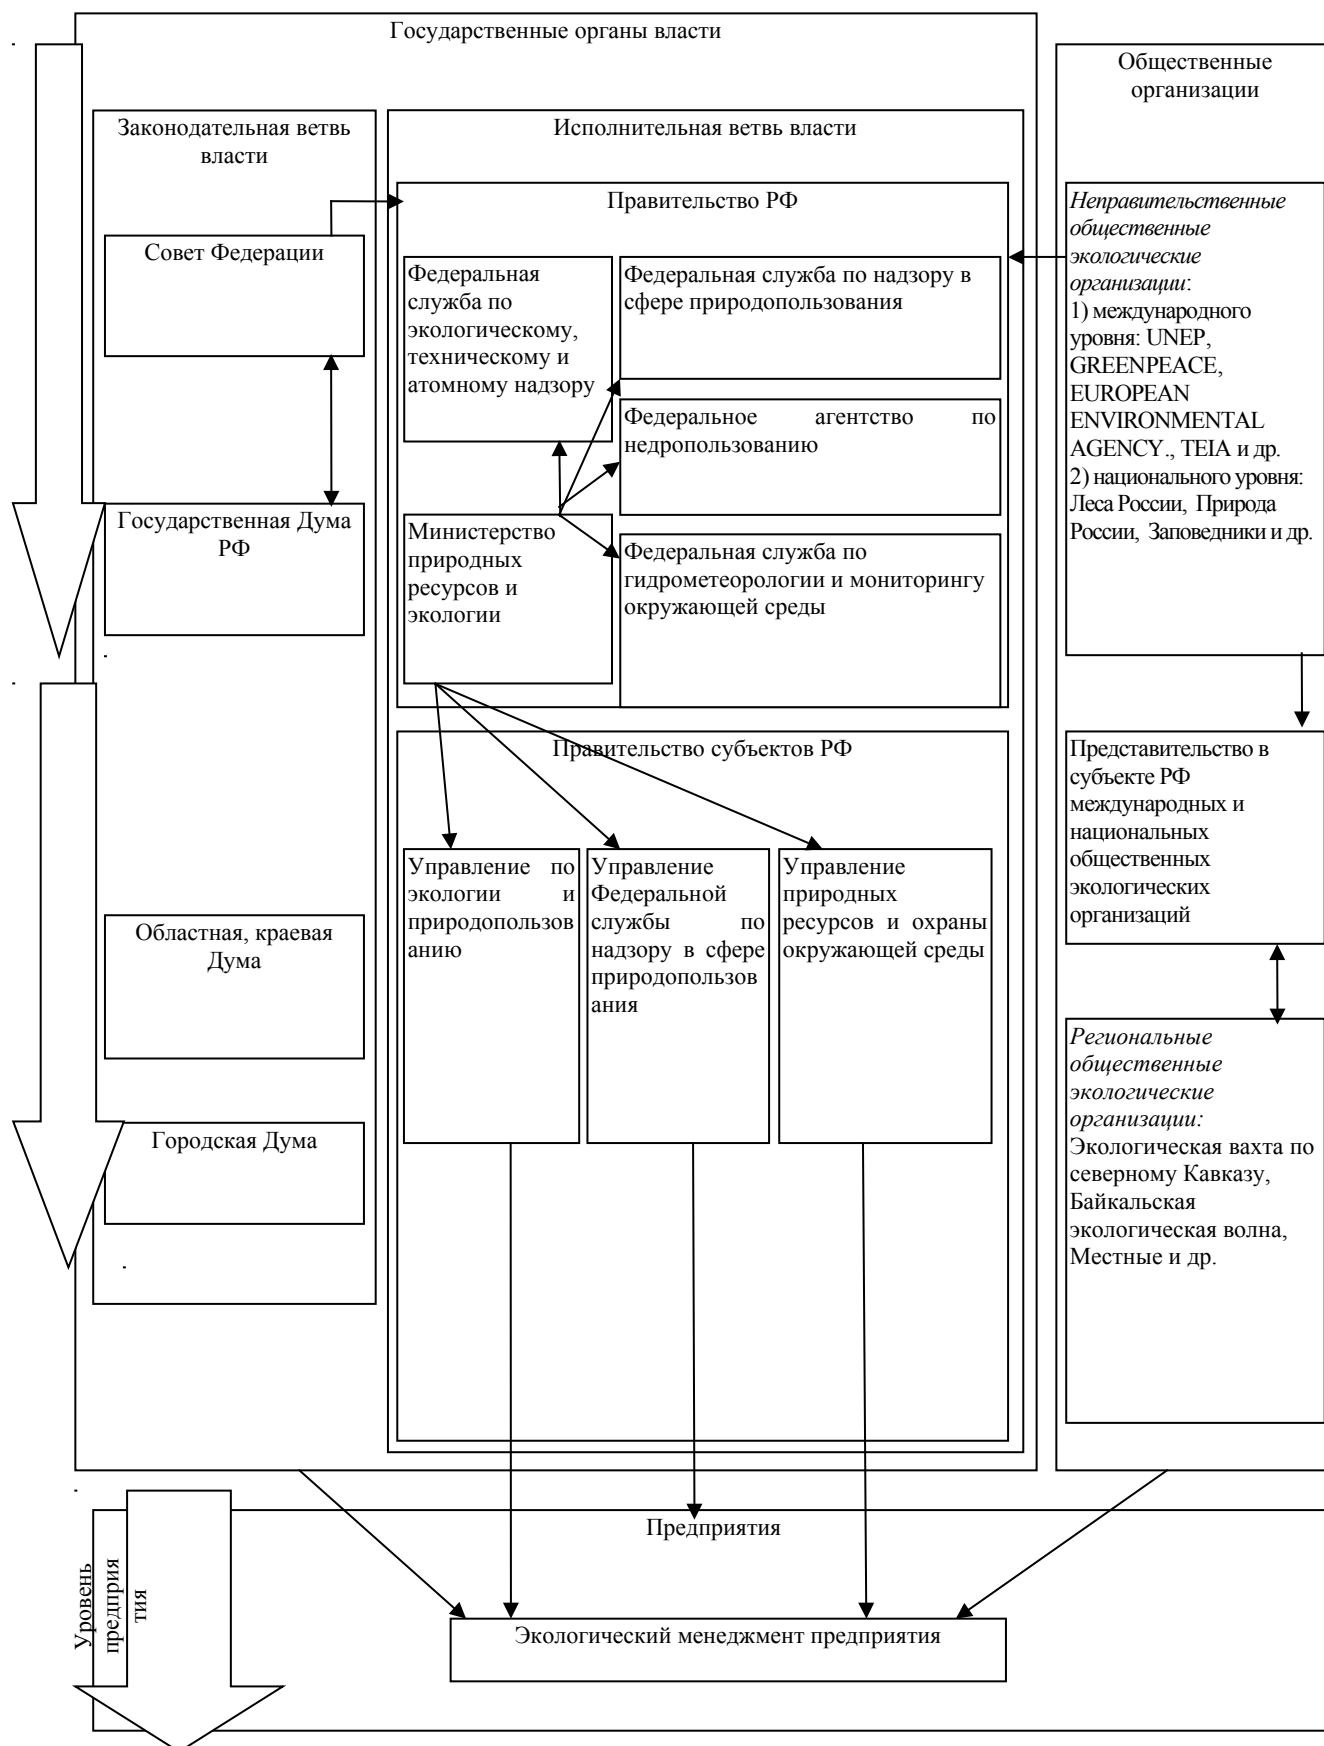 Государственные органы власти
Общественные
организации
Законодательная ветвь
власти
Исполнительная ветвь власти
Совет Федерации
Государственная Дума
РФ
Областная, краевая
Дума
Городская Дума
Правительство РФ
Федеральная
служба по
экологическому,
техническому и
атомному надзору
Федеральная служба по надзору в
сфере природопользования
Федеральное агентство по
недропользованию
Министерство
природных
ресурсов и
экологии
Федеральная служба по
гидрометеорологии и мониторингу
окружающей среды
Правительство субъектов РФ
Управление по
экологии и
природопользов
анию
Управление
Федеральной
службы по
надзору в сфере
природопользов
ания
Управление
природных
ресурсов и охраны
окружающей среды
Неправительственные
общественные
экологические
организации:
1) международного
уровня: UNEP,
GREENPEACE,
EUROPEAN
ENVIRONMENTAL
AGENCY., TEIA и др.
2) национального уровня:
Леса России, Природа
России, Заповедники и др.
Представительство в
субъекте РФ
международных и
национальных
общественных
экологических
организаций
Региональные
общественные
экологические
организации:
Экологическая вахта по
северному Кавказу,
Байкальская
экологическая волна,
Местные и др.
Предприятия
Уровень
предприя
тия
Экологический менеджмент предприятия